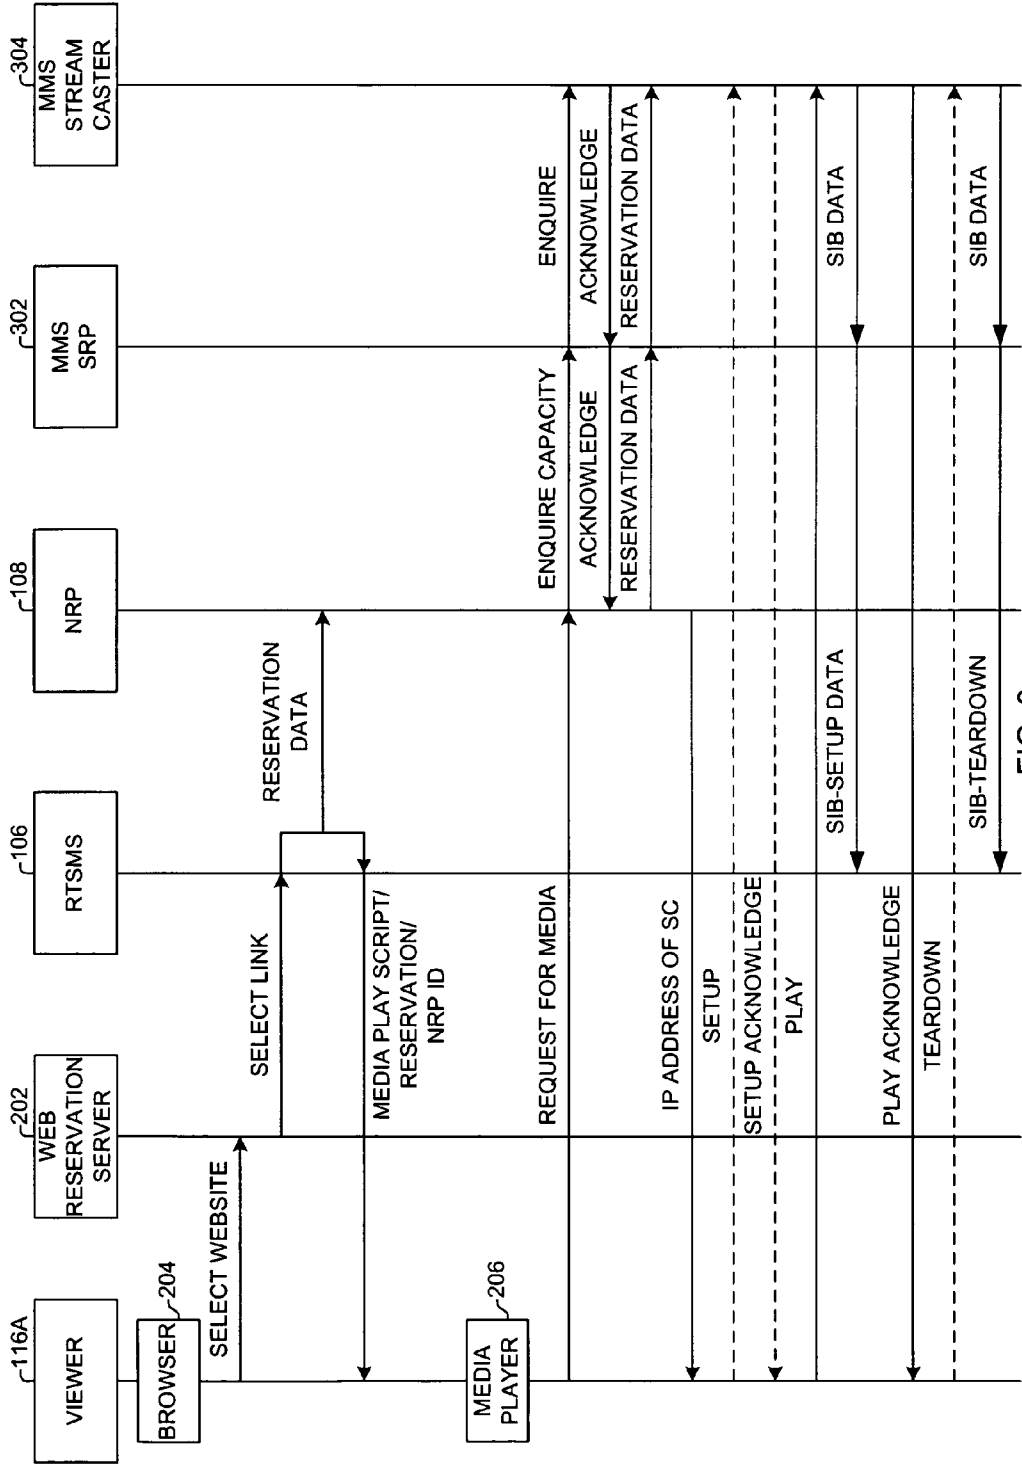 116A
VIEWER
202
WEB
RESERVATION
SERVER
106
RTSMS
108
NRP
302
MMS
SRP
304
MMS
STREAM
CASTER
BROWSER
204
SELECT WEBSITE
SELECT LINK
RESERVATION
DATA
MEDIA PLAY SCRIPT/
RESERVATION/
NRP ID
MEDIA
PLAYER
206
REQUEST FOR MEDIA
ENQUIRE CAPACITY
ENQUIRE
ACKNOWLEDGE
ACKNOWLEDGE
RESERVATION DATA
RESERVATION DATA
IP ADDRESS OF SC
SETUP
SETUP ACKNOWLEDGE
PLAY
SIB-SETUP DATA
SIB DATA
PLAY ACKNOWLEDGE
TEARDOWN
SIB-TEARDOWN
SIB DATA